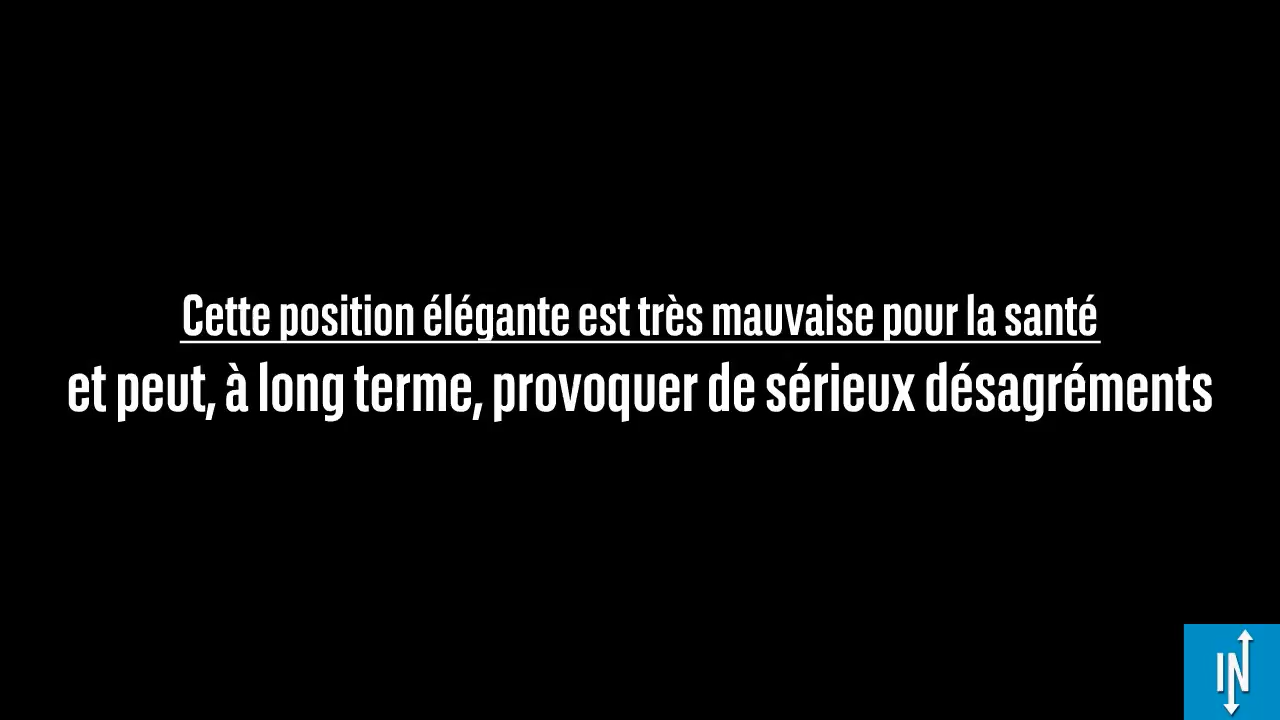 Cette position élégante est très mauvaise pour la santé
et peut, à long terme, provoquer de sérieux désagréments
IN